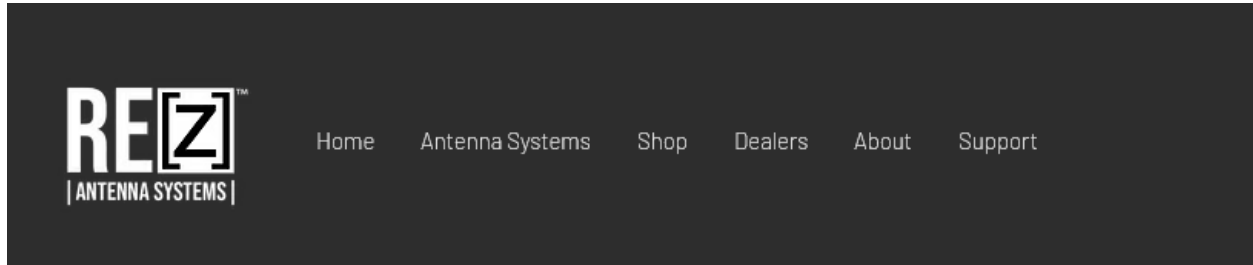 RE[Z]™
| ANTENNA SYSTEMS |
Home Antenna Systems Shop Dealers About Support